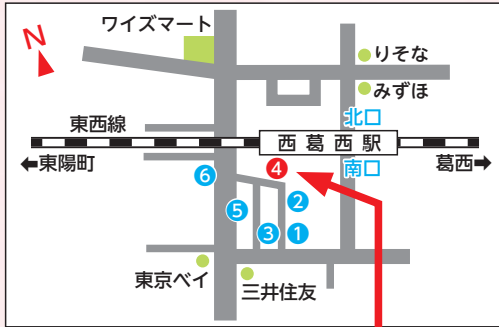 ワイズマート
N
りそな
みずほ
北口
東西線
西葛西駅
←東陽町
南口
葛西→
6
4
2
5
3
1
東京ベイ
三井住友